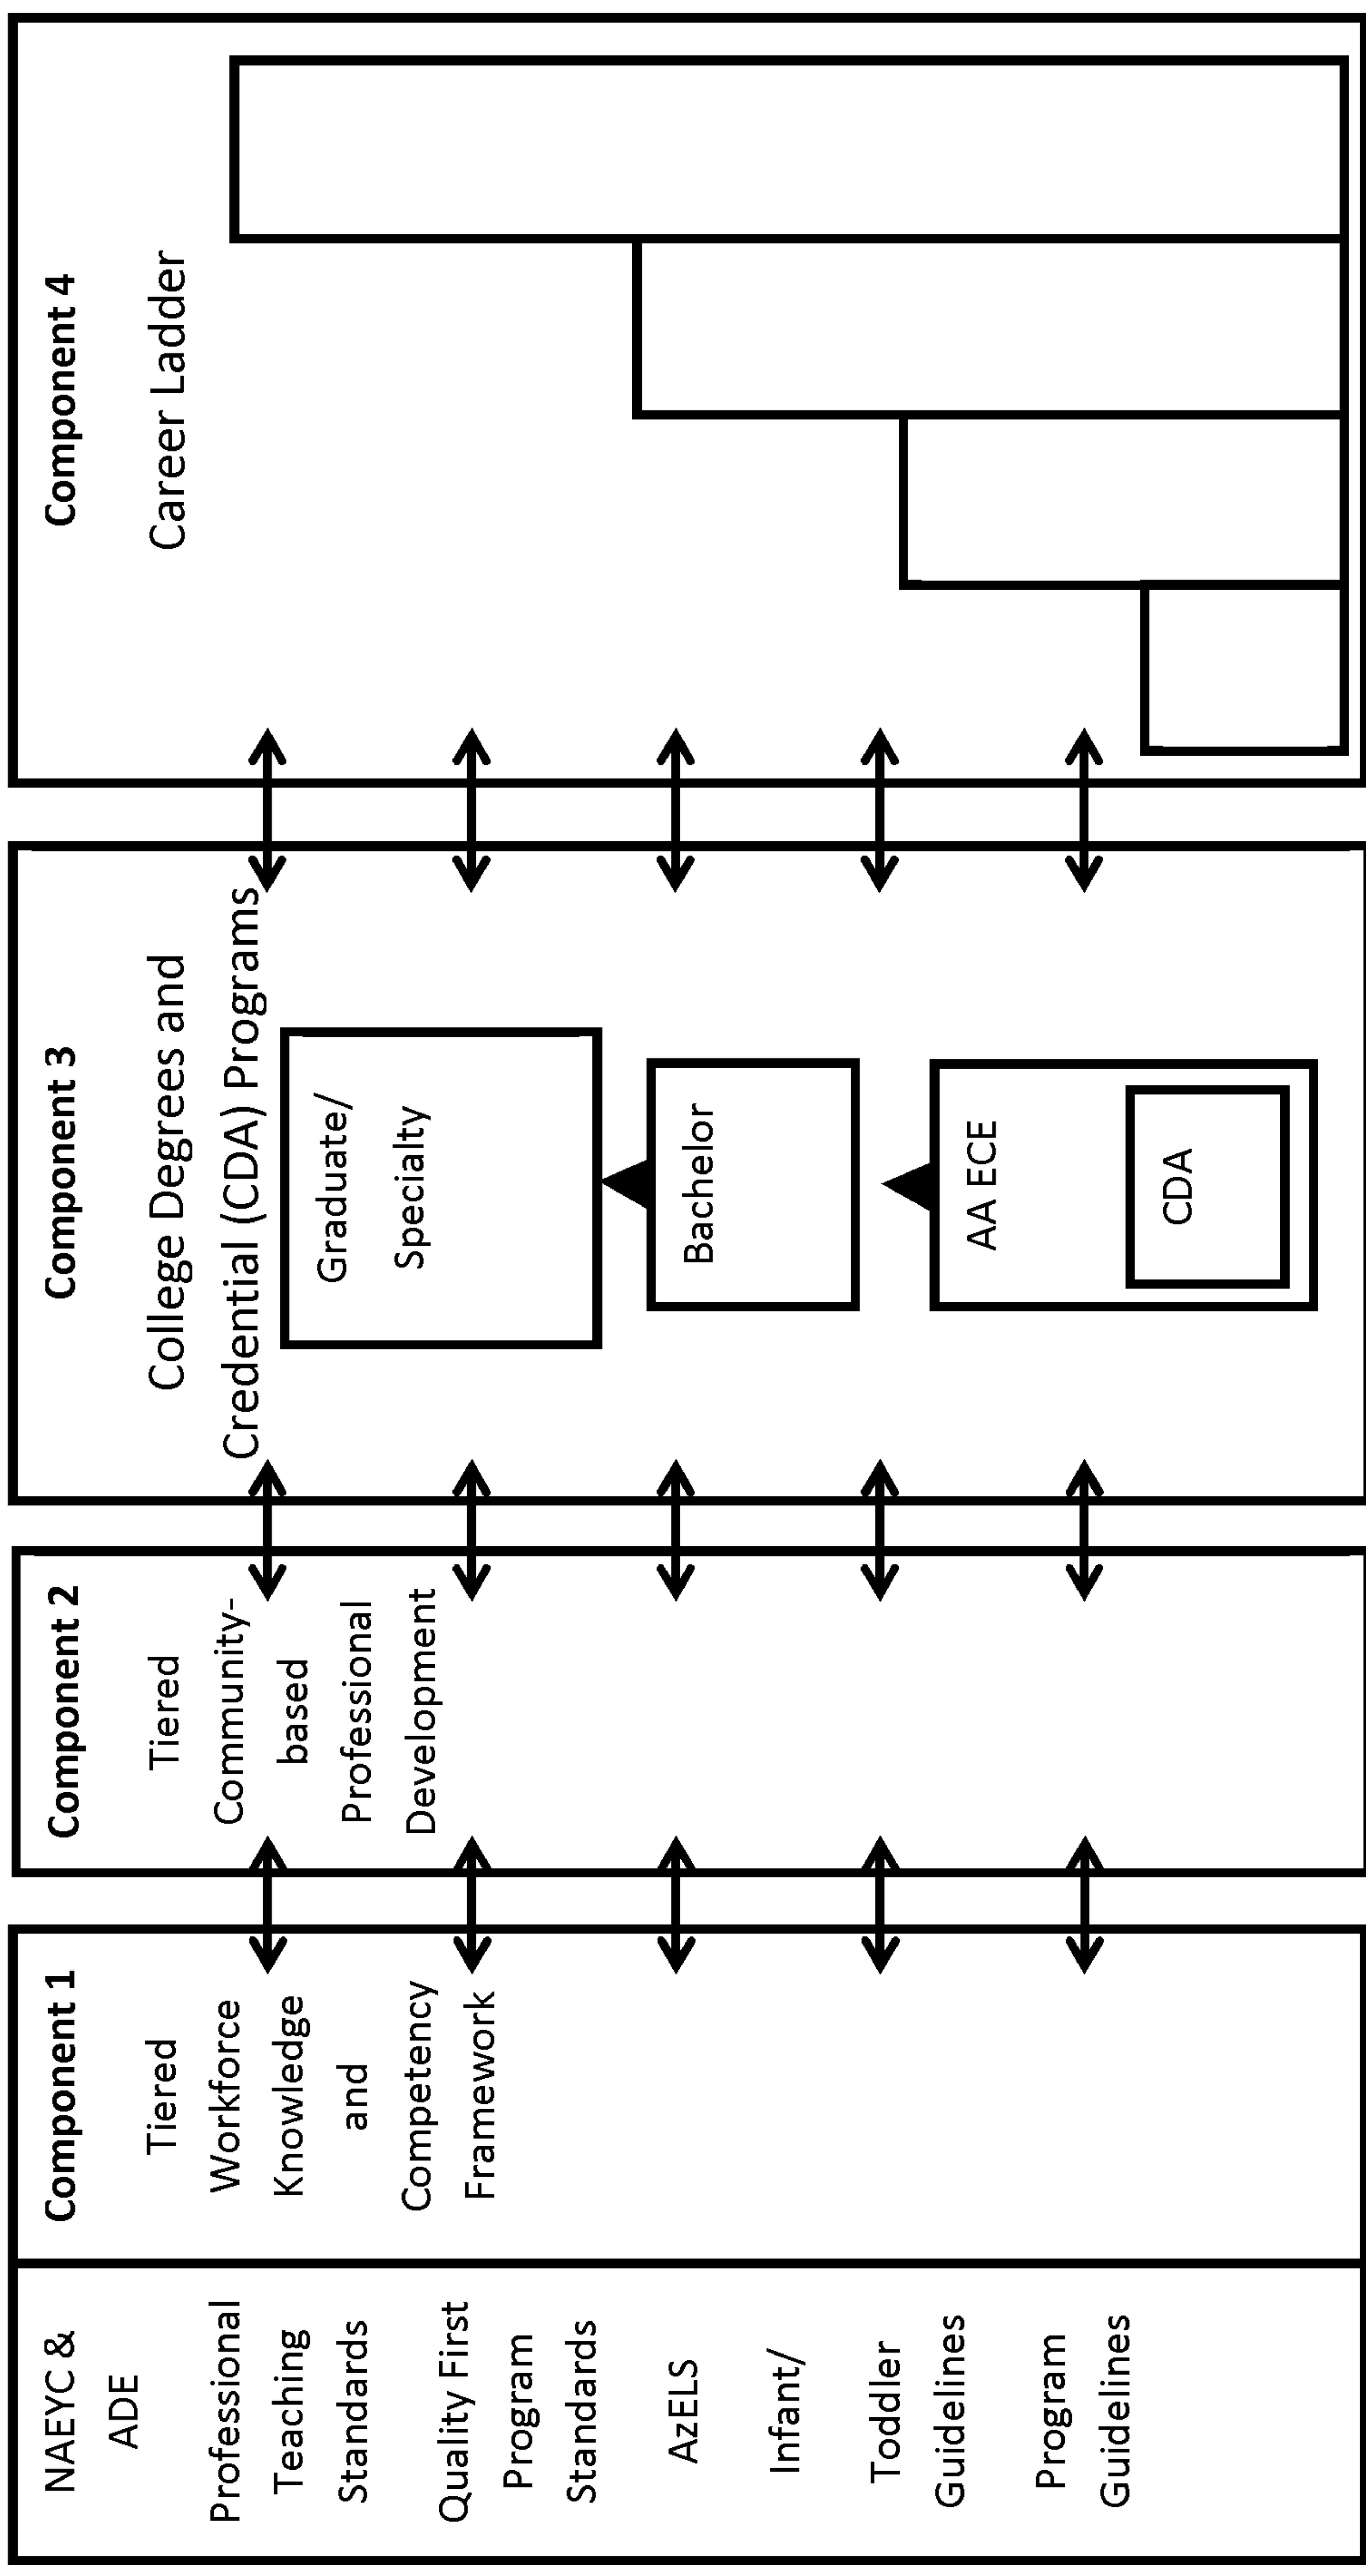 NAEYC &
ADE
Professional
Teaching
Standards
Quality First
Program
Standards
AzELS
Infant/
Toddler
Guidelines
Program
Guidelines
Component 1
Tiered
Workforce
Knowledge
and
Competency
Framework
Component 2
Tiered
Community-
based
Professional
Development
Component 3
College Degrees and
Credential (CDA) Programs
Graduate/
Specialty
Bachelor
AA ECE
CDA
Component 4
Career Ladder